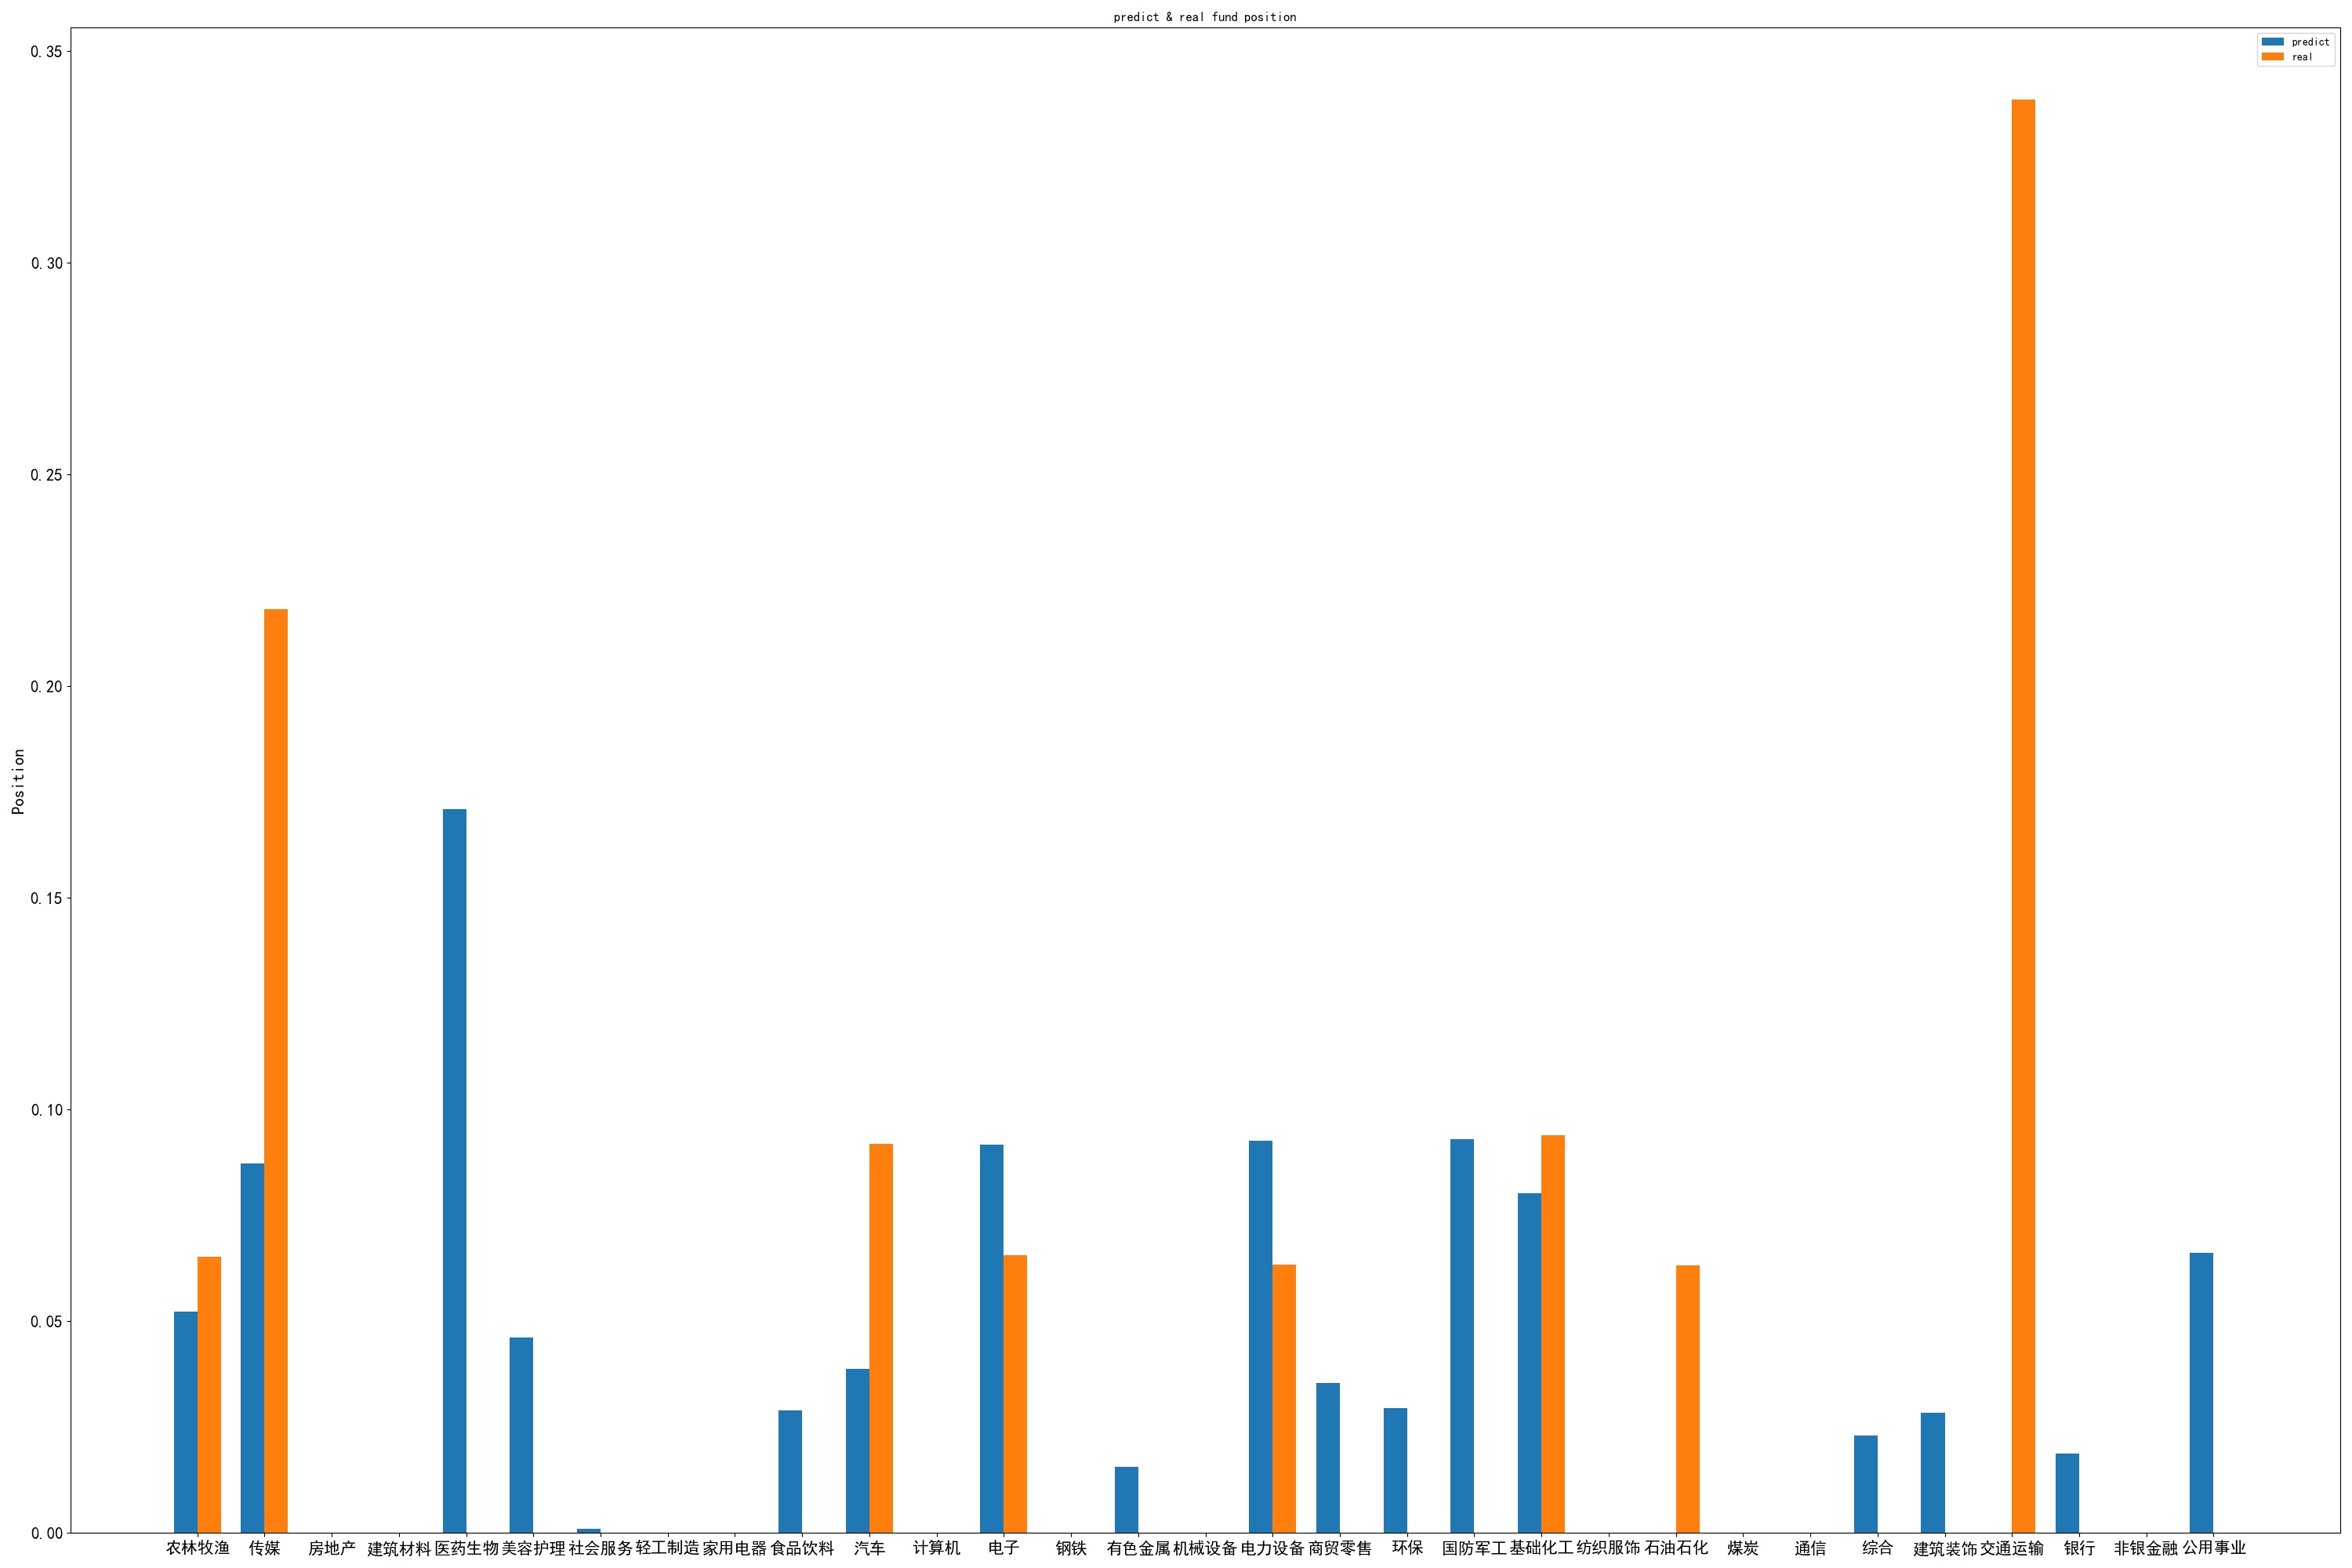 predict & real fund position
predict
real
0.35
0.30
0.25
0.20
0.15
0.10
0.05
0.00
Position
农林牧渔 传媒 房地产 建筑材料 医药生物 美容护理 社会服务 轻工制造 家用电器 食品饮料 汽车 计算机 电子 钢铁 有色金属 机械设备 电力设备 商贸零售 环保 国防军工 基础化工 纺织服饰 石油石化 煤炭 通信 综合 建筑装饰 交通运输 银行 非银金融 公用事业